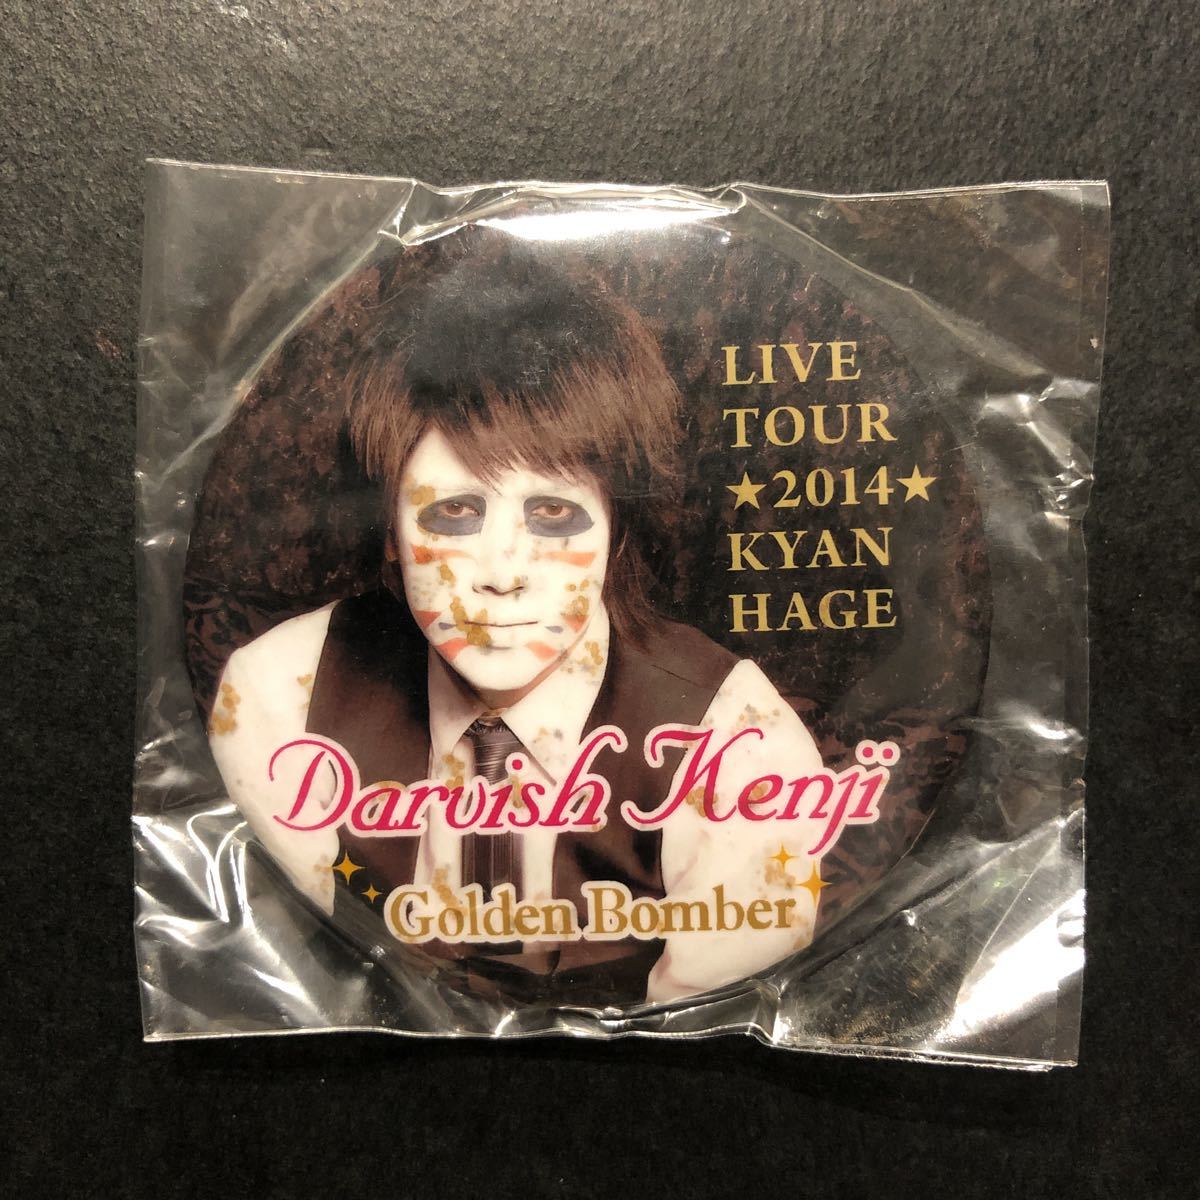 LIVE
TOUR
★2014★
KYAN
HAGE
Darvish Kenji
Golden Bomber